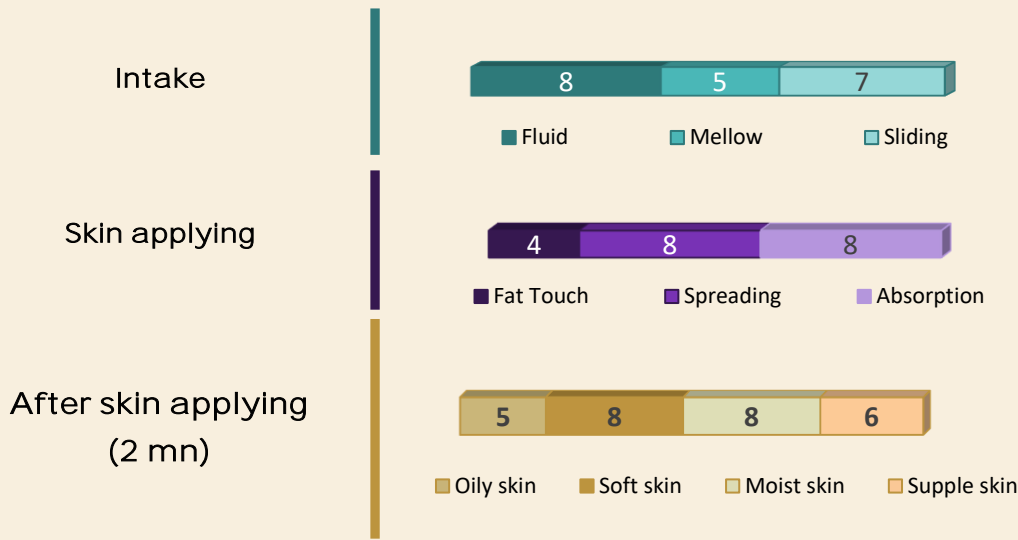 Intake
8 5 7
Fluid Mellow Sliding
Skin applying
4 8 8
Fat Touch Spreading Absorption
After skin applying
(2 mn)
5 8 8 6
Oily skin Soft skin Moist skin Supple skin